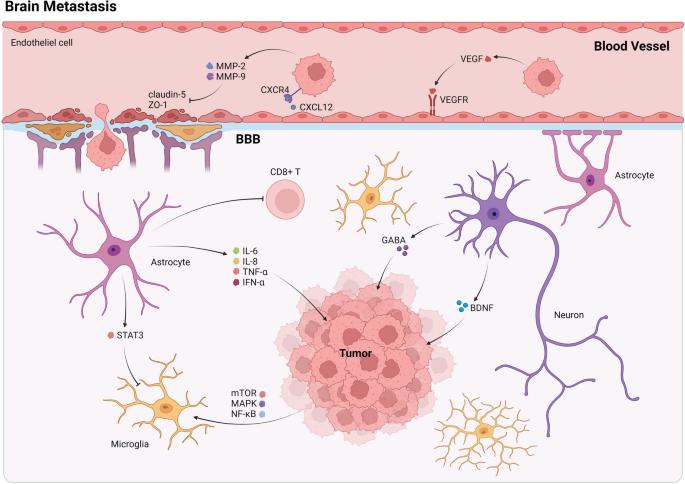 Brain Metastasis
Endotheliel cell
Blood Vessel
MMP-2
MMP-9
VEGF
claudin-5
ZO-1
CXCR4
CXCL12
VEGFR
BBB
CD8+ T
Astrocyte
GABA
IL-6
IL-8
TNF-α
IFN-α
Astrocyte
BDNF
Neuron
STAT3
Tumor
mTOR
MAPK
NF-κB
Microglia